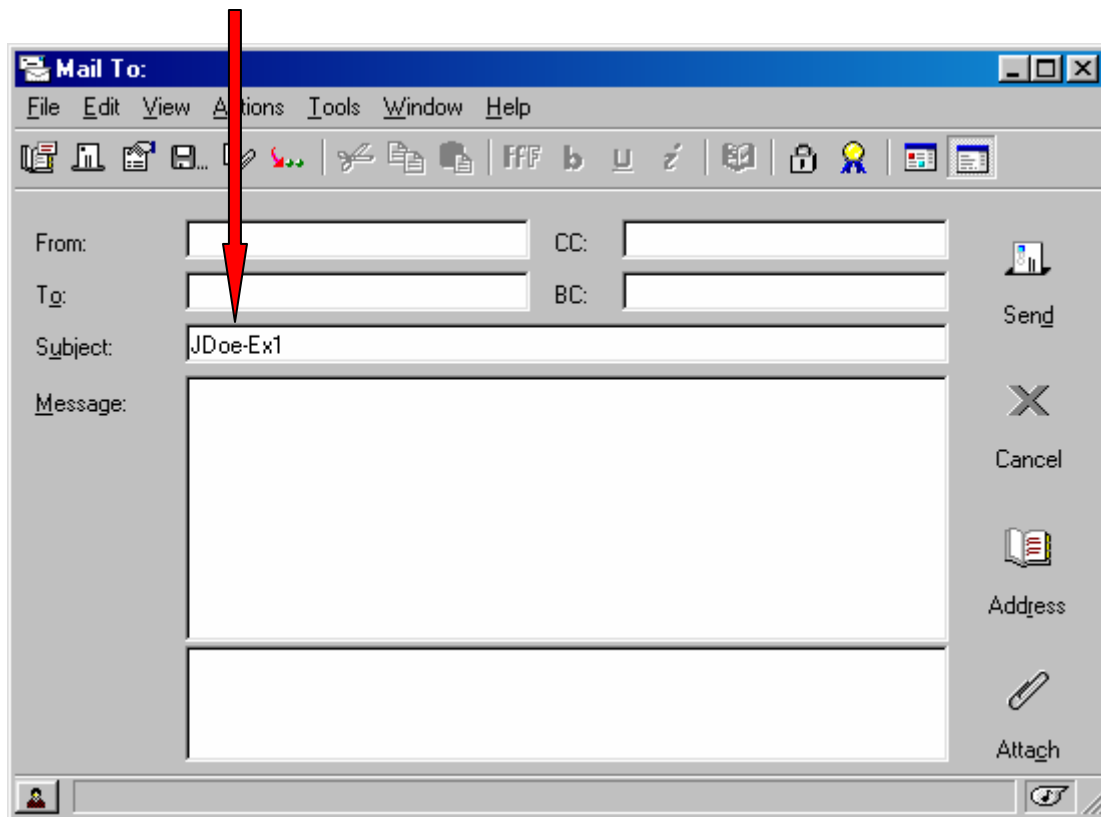 Mail To:
File Edit View Actions Tools Window Help
FfF b u i
From: CC:
To: BC:
Send
Subject: JDoe-Ex1
Message:
Cancel
Address
Attach